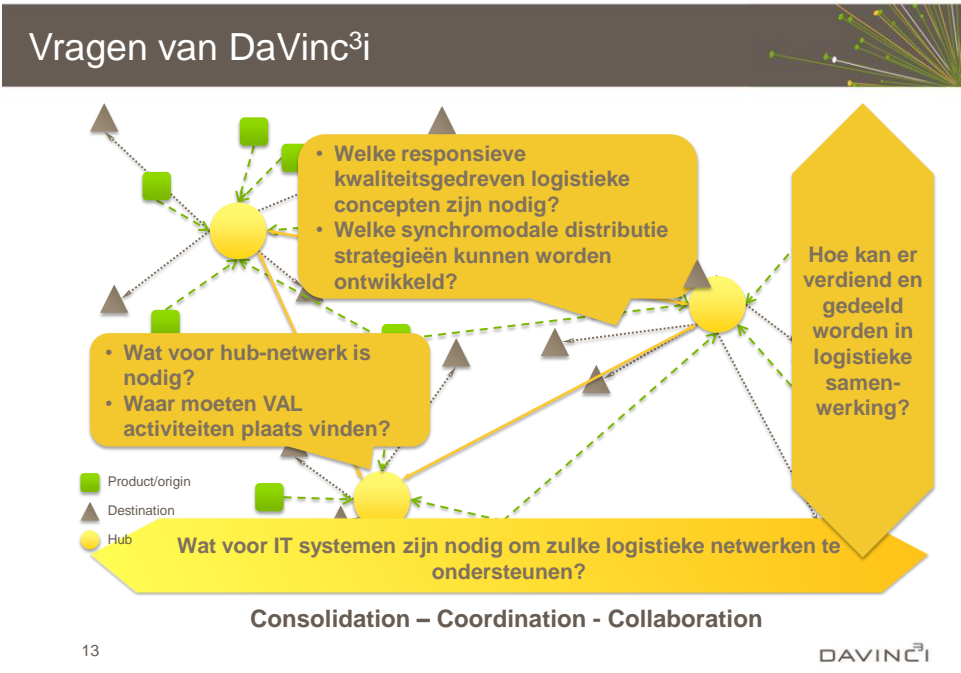 Vragen van DaVinc³i
• Welke responsieve
kwaliteitsgedreven logistieke
concepten zijn nodig?
• Welke synchromodale distributie
strategieën kunnen worden
ontwikkeld?
Hoe kan er
verdiend en
gedeeld
worden in
logistieke
samen-
werking?
• Wat voor hub-netwerk is
nodig?
• Waar moeten VAL
activiteiten plaats vinden?
Product/origin
Destination
Hub
Wat voor IT systemen zijn nodig om zulke logistieke netwerken te
ondersteunen?
Consolidation – Coordination - Collaboration
13
DAVINC³I